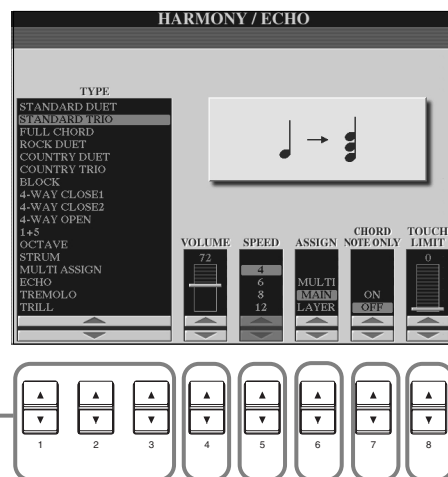 HARMONY / ECHO
TYPE
STANDARD DUET
STANDARD TRIO
FULL CHORD
ROCK DUET
COUNTRY DUET
COUNTRY TRIO
BLOCK
4-WAY CLOSE1
4-WAY CLOSE2
4-WAY OPEN
1+5
OCTAVE
STRUM
MULTI ASSIGN
ECHO
TREMOLO
TRILL
VOLUME
72
SPEED
4
6
8
12
ASSIGN
MULTI
MAIN
LAYER
CHORD
NOTE ONLY
ON
OFF
TOUCH
LIMIT
0
1 2 3 4 5 6 7 8